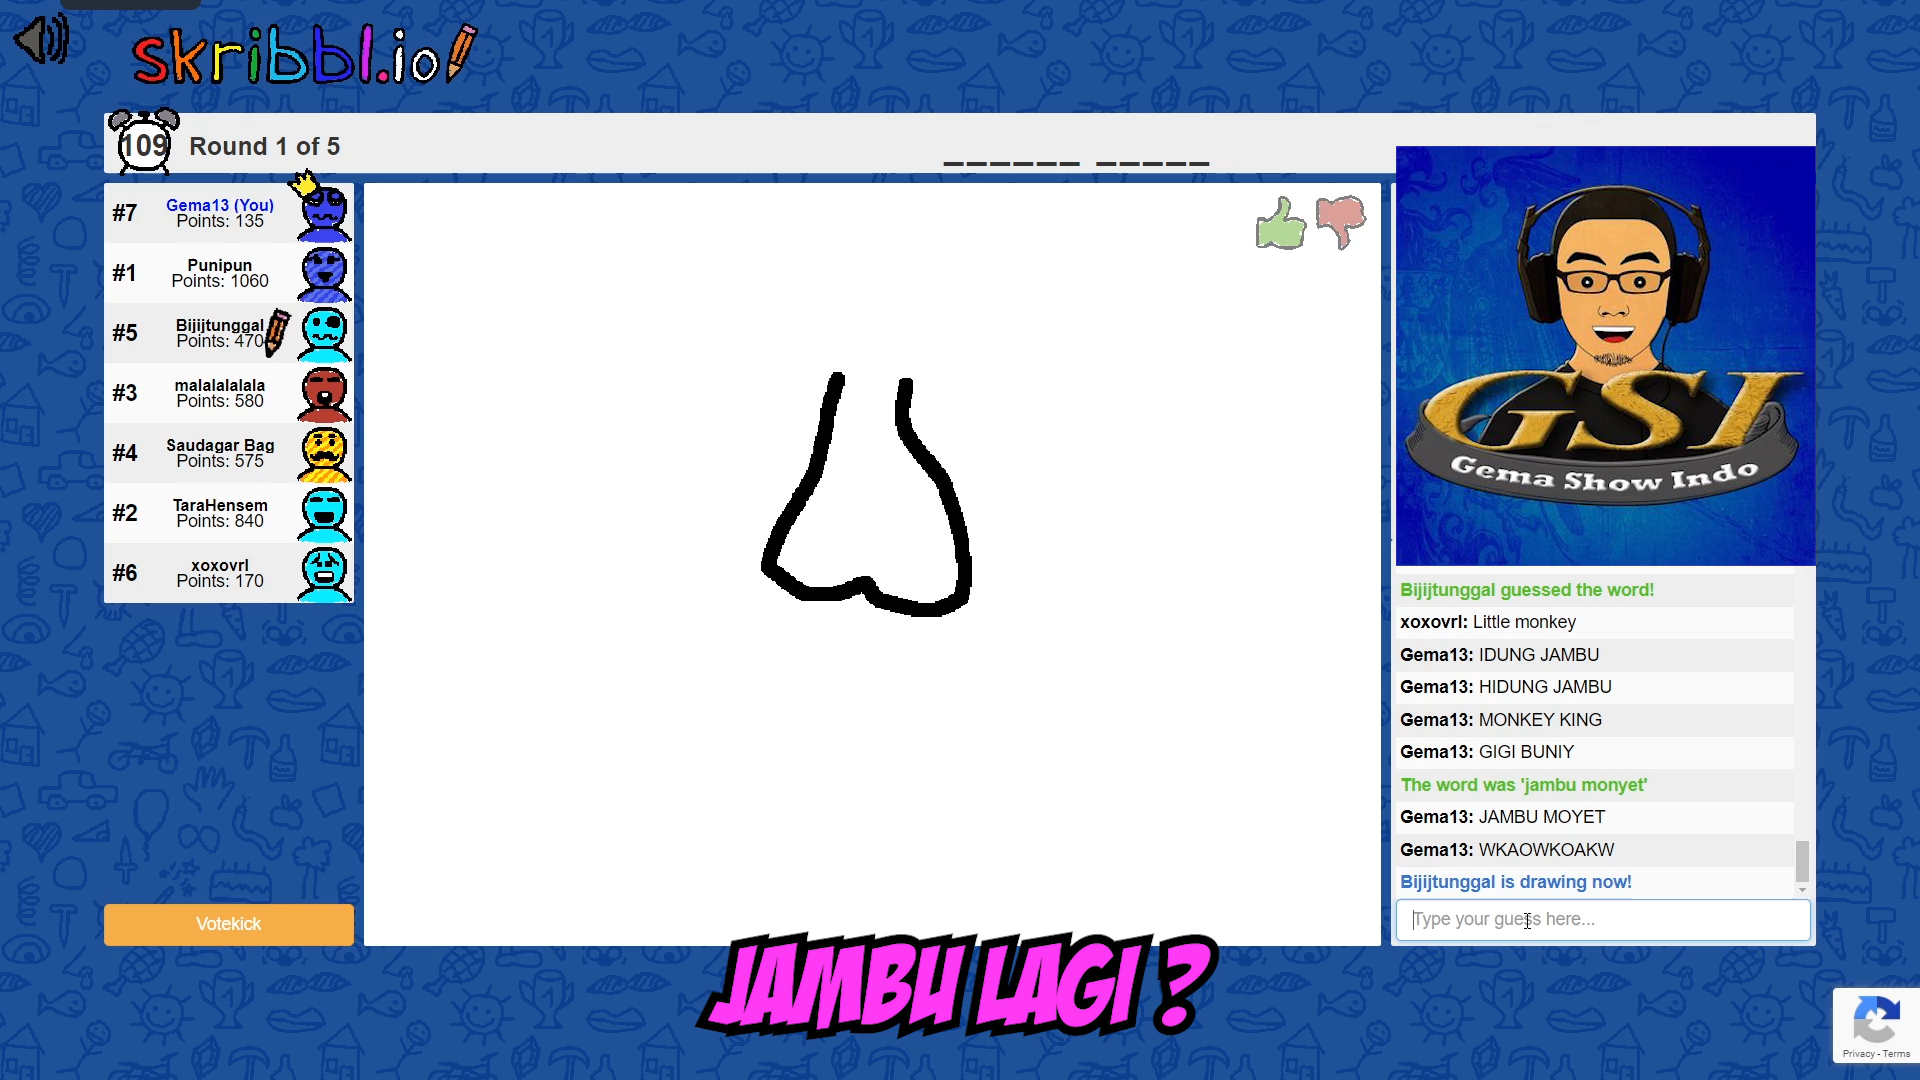 skribbl.io
109
Round 1 of 5
______ _____
#7
Gema13 (You)
Points: 135
#1
Punipun
Points: 1060
#5
Bijijtunggal
Points: 470
#3
malalalalala
Points: 580
#4
Saudagar Bag
Points: 575
#2
TaraHensem
Points: 840
#6
xoxovrl
Points: 170
Votekick
GSI
Gema Show Indo
Bijijtunggal guessed the word!
xoxovrl: Little monkey
Gema13: IDUNG JAMBU
Gema13: HIDUNG JAMBU
Gema13: MONKEY KING
Gema13: GIGI BUNIY
The word was 'jambu monyet'
Gema13: JAMBU MOYET
Gema13: WKAOWKOAKW
Bijijtunggal is drawing now!
Type your guess here...
JAMBU LAGI ?
Privacy - Terms